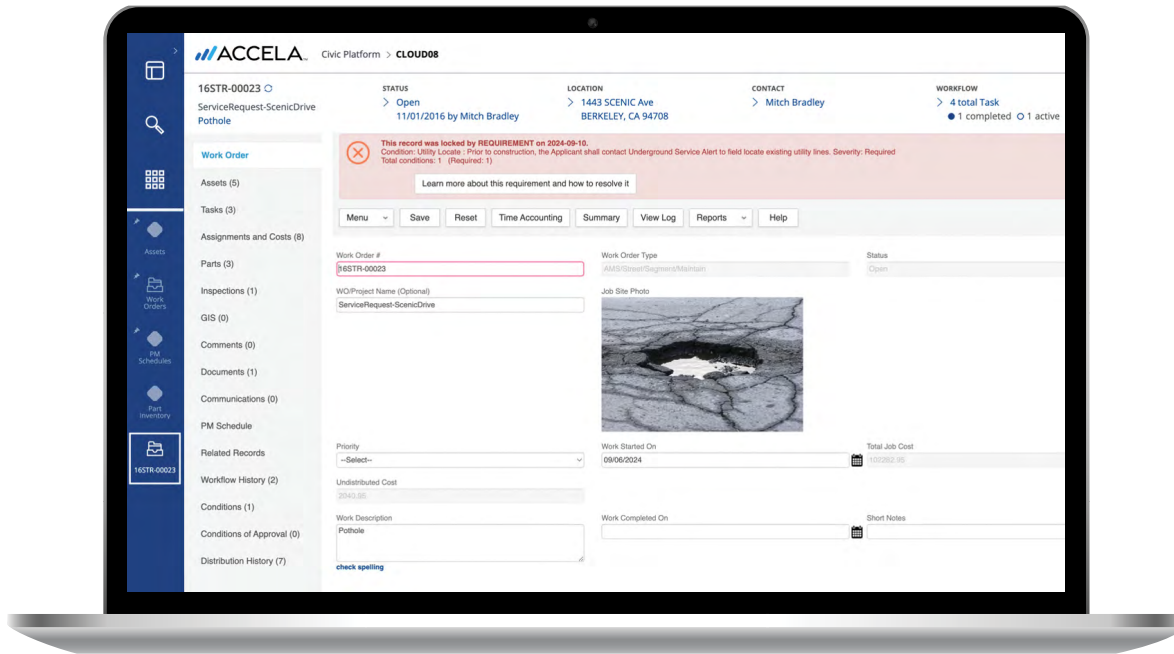 ACCELA Civic Platform > CLOUD08
16STR-00023
ServiceRequest-ScenicDrive
Pothole
STATUS
> Open
11/01/2016 by Mitch Bradley
LOCATION
> 1443 SCENIC Ave
BERKELEY, CA 94708
CONTACT
> Mitch Bradley
WORKFLOW
> 4 total Task
1 completed 1 active
Assets
Work
Orders
PM
Schedules
Part
Inventory
16STR-00023
Work Order
Assets (5)
Tasks (3)
Assignments and Costs (8)
Parts (3)
Inspections (1)
GIS (0)
Comments (0)
Documents (1)
Communications (0)
PM Schedule
Related Records
Workflow History (2)
Conditions (1)
Conditions of Approval (0)
Distribution History (7)
This record was locked by REQUIREMENT on 2024-09-10.
Condition: Utility Locate ; Prior to construction, the Applicant shall contact Underground Service Alert to field locate existing utility lines. Severity: Required
Total conditions: 1 (Required: 1)
Learn more about this requirement and how to resolve it
Menu Save Reset Time Accounting Summary View Log Reports Help
Work Order #
16STR-00023
Work Order Type
AMS/Street/Segment/Maintain
Status
Open
WO/Project Name (Optional)
ServiceRequest-ScenicDrive
Job Site Photo
Priority
--Select--
Work Started On
09/06/2024
Total Job Cost
102392.95
Undistributed Cost
2040.95
Work Description
Pothole
check spelling
Work Completed On
Short Notes